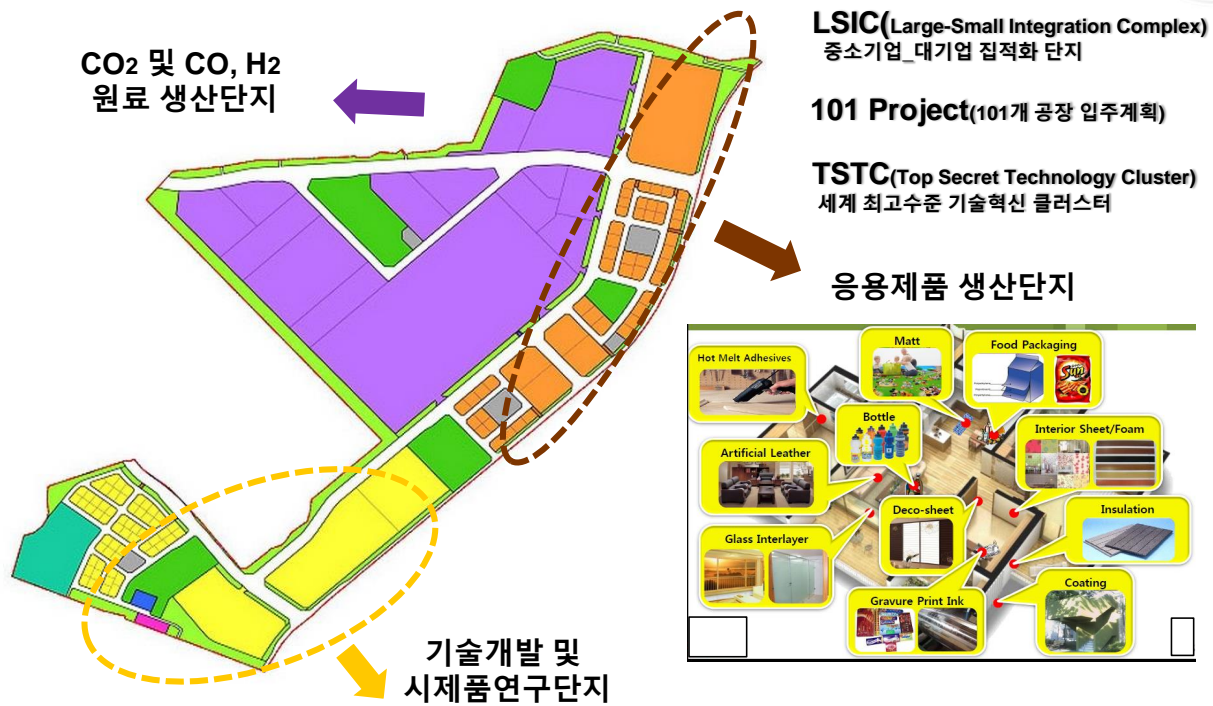 CO2 및 CO, H2
원료 생산단지
LSIC(Large-Small Integration Complex)
중소기업_대기업 집적화 단지
101 Project(101개 공장 입주계획)
TSTC(Top Secret Technology Cluster)
세계 최고수준 기술혁신 클러스터
응용제품 생산단지
Hot Melt Adhesives
Matt
Food Packaging
Sun
Bottle
Interior Sheet/Foam
Artificial Leather
Deco-sheet
Insulation
Glass Interlayer
Gravure Print Ink
Coating
기술개발 및
시제품연구단지